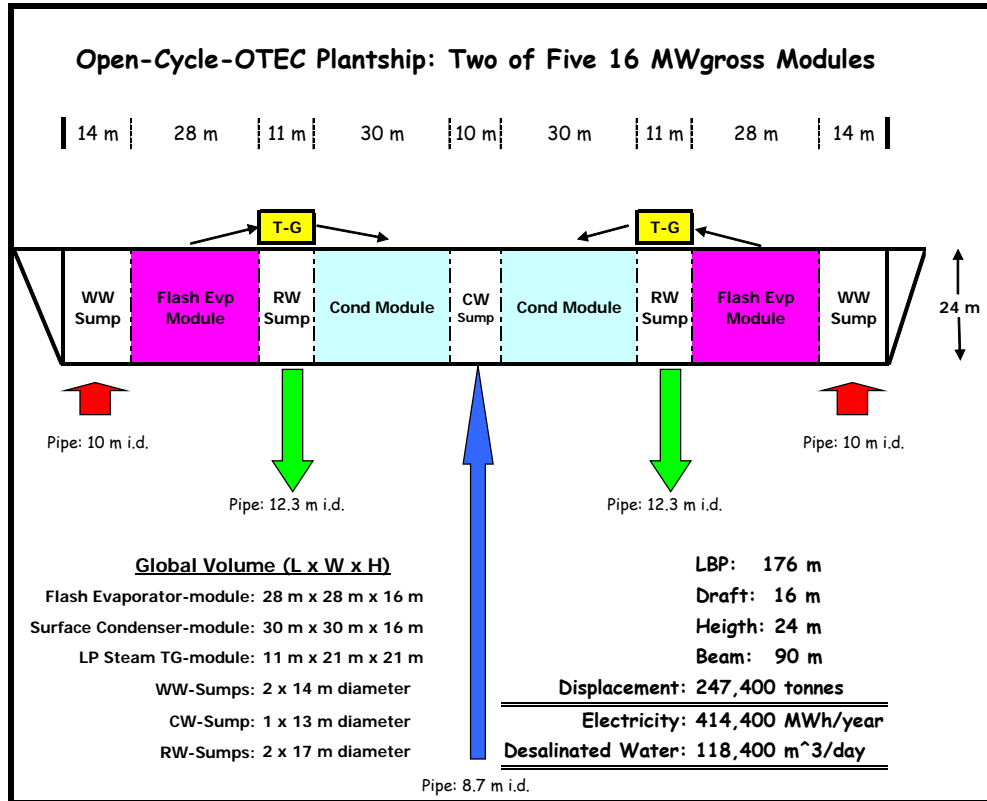 Open-Cycle-OTEC Plantship: Two of Five 16 MWgross Modules
14 m 28 m 11 m 30 m 10 m 30 m 11 m 28 m 14 m
T-G T-G
WW Sump
Flash Evp Module
RW Sump
Cond Module
CW Sump
Cond Module
RW Sump
Flash Evp Module
WW Sump
24 m
Pipe: 10 m i.d.
Pipe: 10 m i.d.
Pipe: 12.3 m i.d.
Pipe: 12.3 m i.d.
Global Volume (L x W x H)
Flash Evaporator-module: 28 m x 28 m x 16 m
Surface Condenser-module: 30 m x 30 m x 16 m
LP Steam TG-module: 11 m x 21 m x 21 m
WW-Sumps: 2 x 14 m diameter
CW-Sump: 1 x 13 m diameter
RW-Sumps: 2 x 17 m diameter
LBP: 176 m
Draft: 16 m
Heigth: 24 m
Beam: 90 m
Displacement: 247,400 tonnes
Electricity: 414,400 MWh/year
Desalinated Water: 118,400 m^3/day
Pipe: 8.7 m i.d.